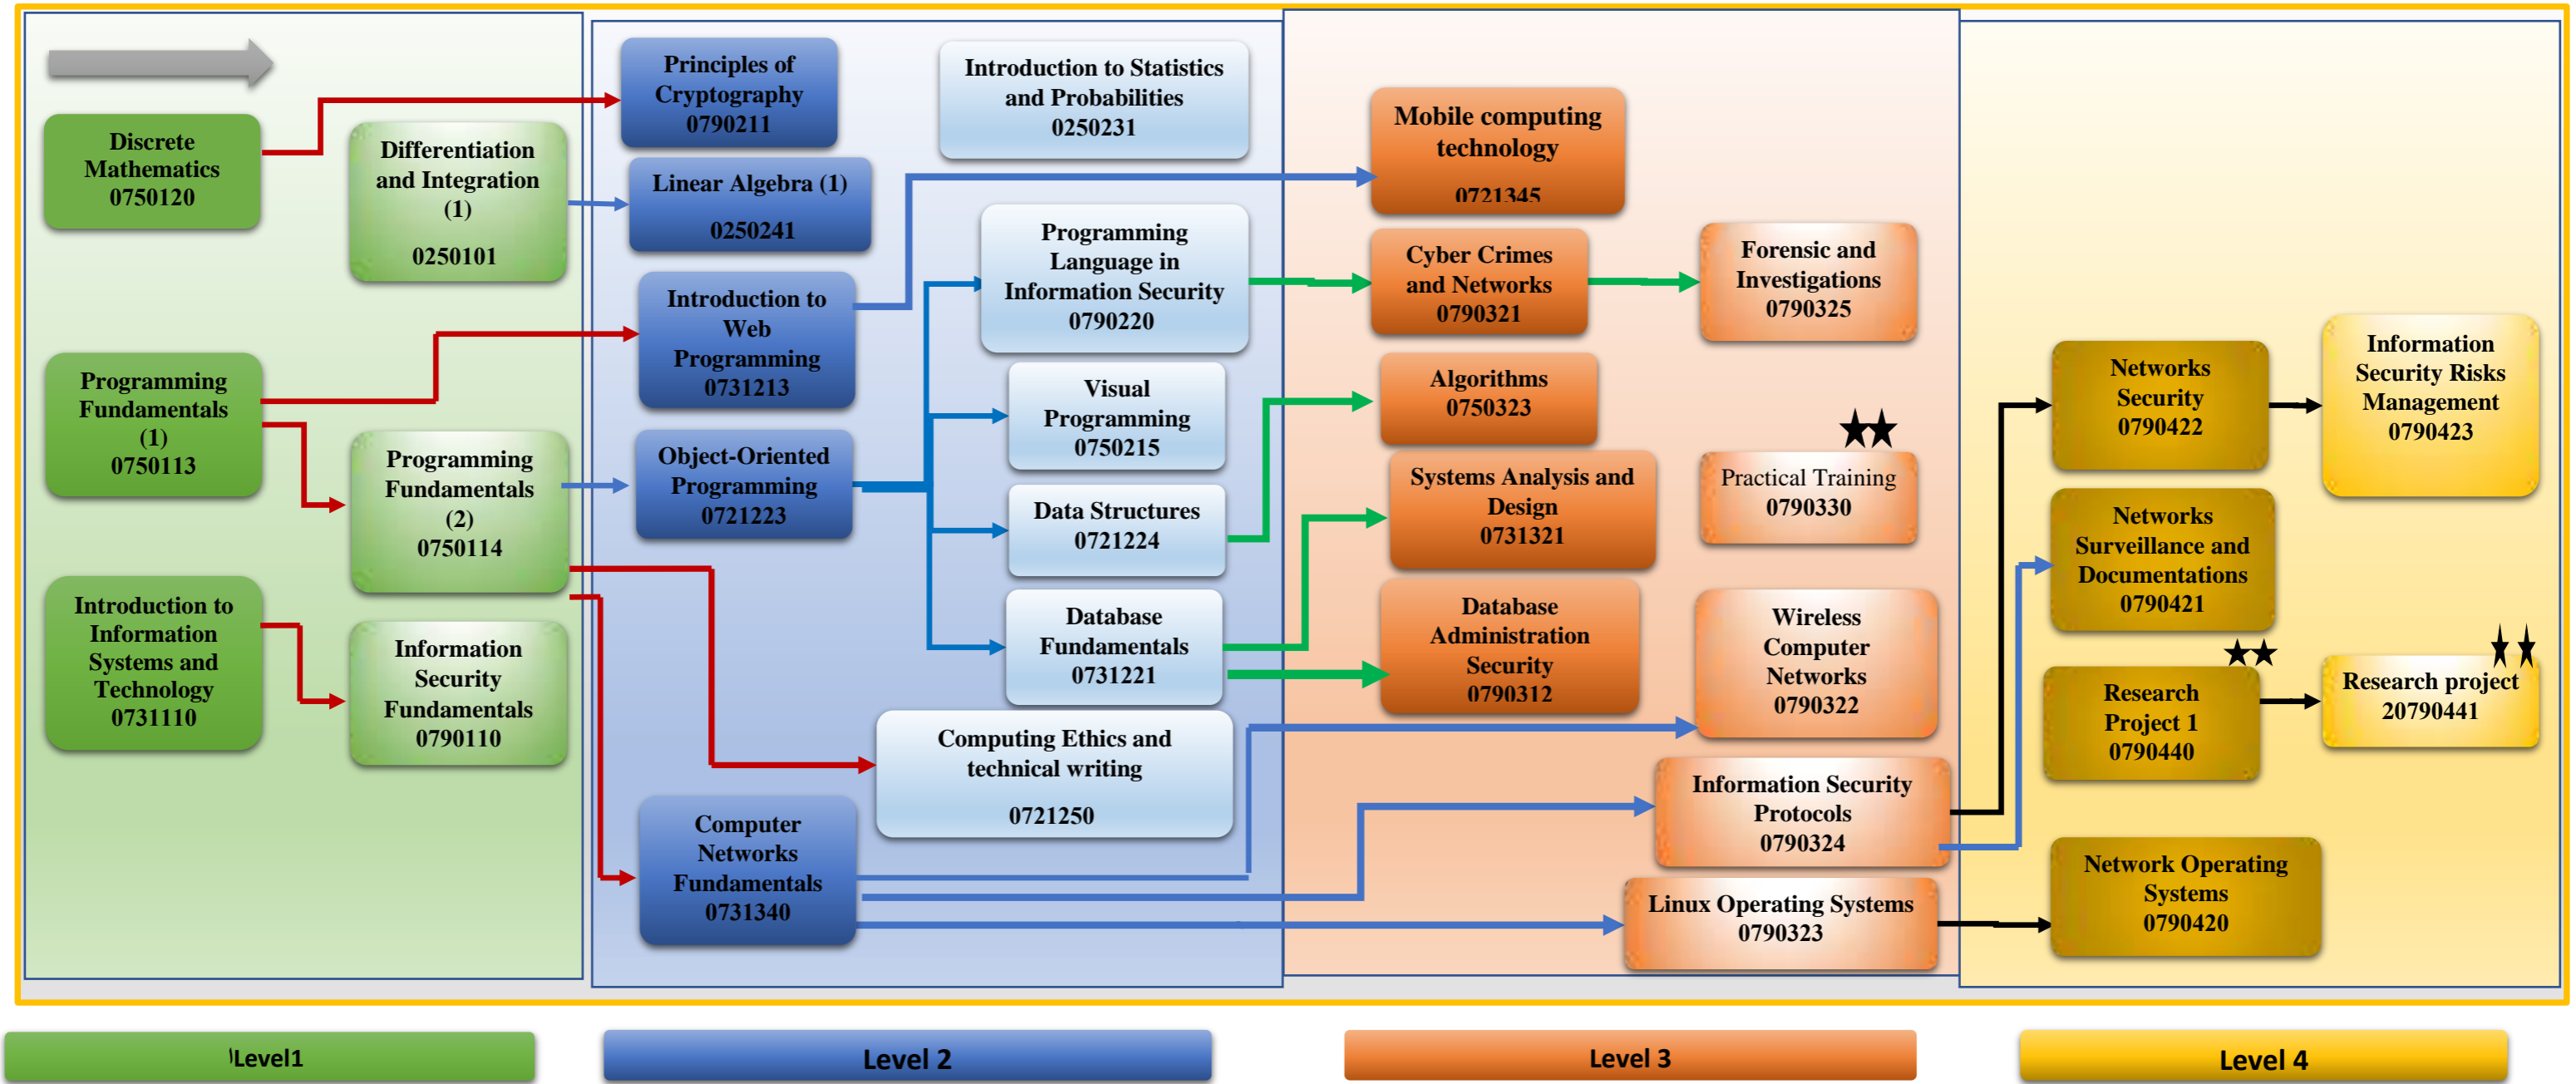 Discrete
Mathematics
0750120
Differentiation
and Integration
(1)
0250101
Programming
Fundamentals
(1)
0750113
Programming
Fundamentals
(2)
0750114
Introduction to
Information
Systems and
Technology
0731110
Information
Security
Fundamentals
0790110
Principles of
Cryptography
0790211
Linear Algebra (1)
0250241
Introduction to
Web
Programming
0731213
Object-Oriented
Programming
0721223
Computer
Networks
Fundamentals
0731340
Introduction to Statistics
and Probabilities
0250231
Programming
Language in
Information Security
0790220
Visual
Programming
0750215
Data Structures
0721224
Database
Fundamentals
0731221
Computing Ethics and
technical writing
0721250
Mobile computing
technology
0721345
Cyber Crimes
and Networks
0790321
Algorithms
0750323
Systems Analysis and
Design
0731321
Database
Administration
Security
0790312
Forensic and
Investigations
0790325
Practical Training
0790330
Wireless
Computer
Networks
0790322
Information Security
Protocols
0790324
Linux Operating Systems
0790323
Networks
Security
0790422
Networks
Surveillance and
Documentations
0790421
Research
Project 1
0790440
Network Operating
Systems
0790420
Information
Security Risks
Management
0790423
Research project
20790441
١Level1
Level 2
Level 3
Level 4